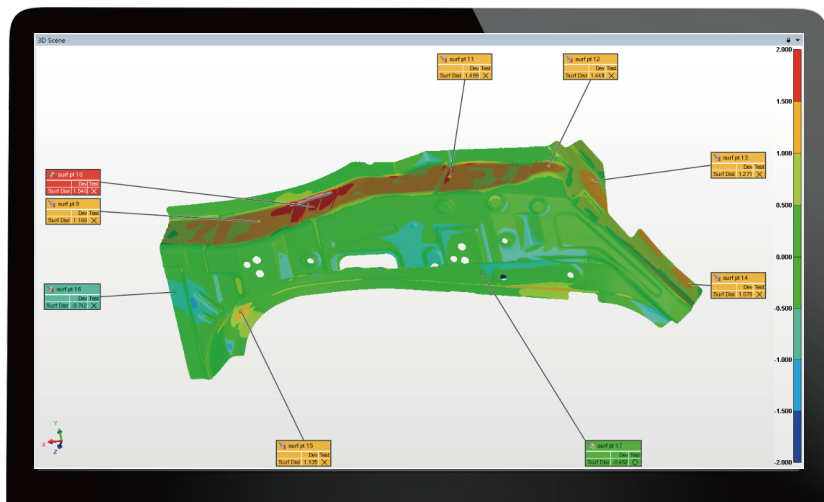 3D Scene
surf pt 11
Dev Test
Surf Dist 1.499 X
surf pt 12
Dev Test
Surf Dist 1.448 X
2.000
1.500
1.000
0.500
0.000
-0.500
-1.000
-1.500
-2.000
surf pt 10
Dev Test
Surf Dist 1.540 X
surf pt 9
Dev Test
Surf Dist 1.166 X
surf pt 13
Dev Test
Surf Dist 1.271 X
surf pt 16
Dev Test
Surf Dist -0.742 X
surf pt 14
Dev Test
Surf Dist 1.079 X
surf pt 15
Dev Test
Surf Dist 1.135 X
surf pt 17
Dev Test
Surf Dist -0.462 O
Y
X
Z